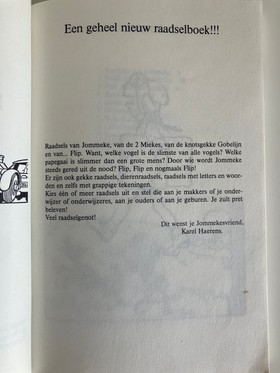 Een geheel nieuw raadselboek!!!
Raadsels van Jommeke, van de 2 Miekes, van de knotsgekke Gobelijn
en van... Flip. Want, welke vogel is de slimste van alle vogels? Welke
papegaai is slimmer dan een grote mens? Door wie wordt Jommeke
steeds gered uit de nood? Flip, Flip en nogmaals Flip!
Er zijn ook gekke raadsels, dierenraadsels, raadsels met letters en woor-
den en zelfs met grappige tekeningen.
Kies één of meer raadsels uit en stel die aan je makkers of je onder-
wijzer of onderwijzeres, aan je ouders of aan je geburen. Je zult pret
beleven!
Veel raadselgenot!
Dit wenst je Jommekesvriend,
Karel Haerens.